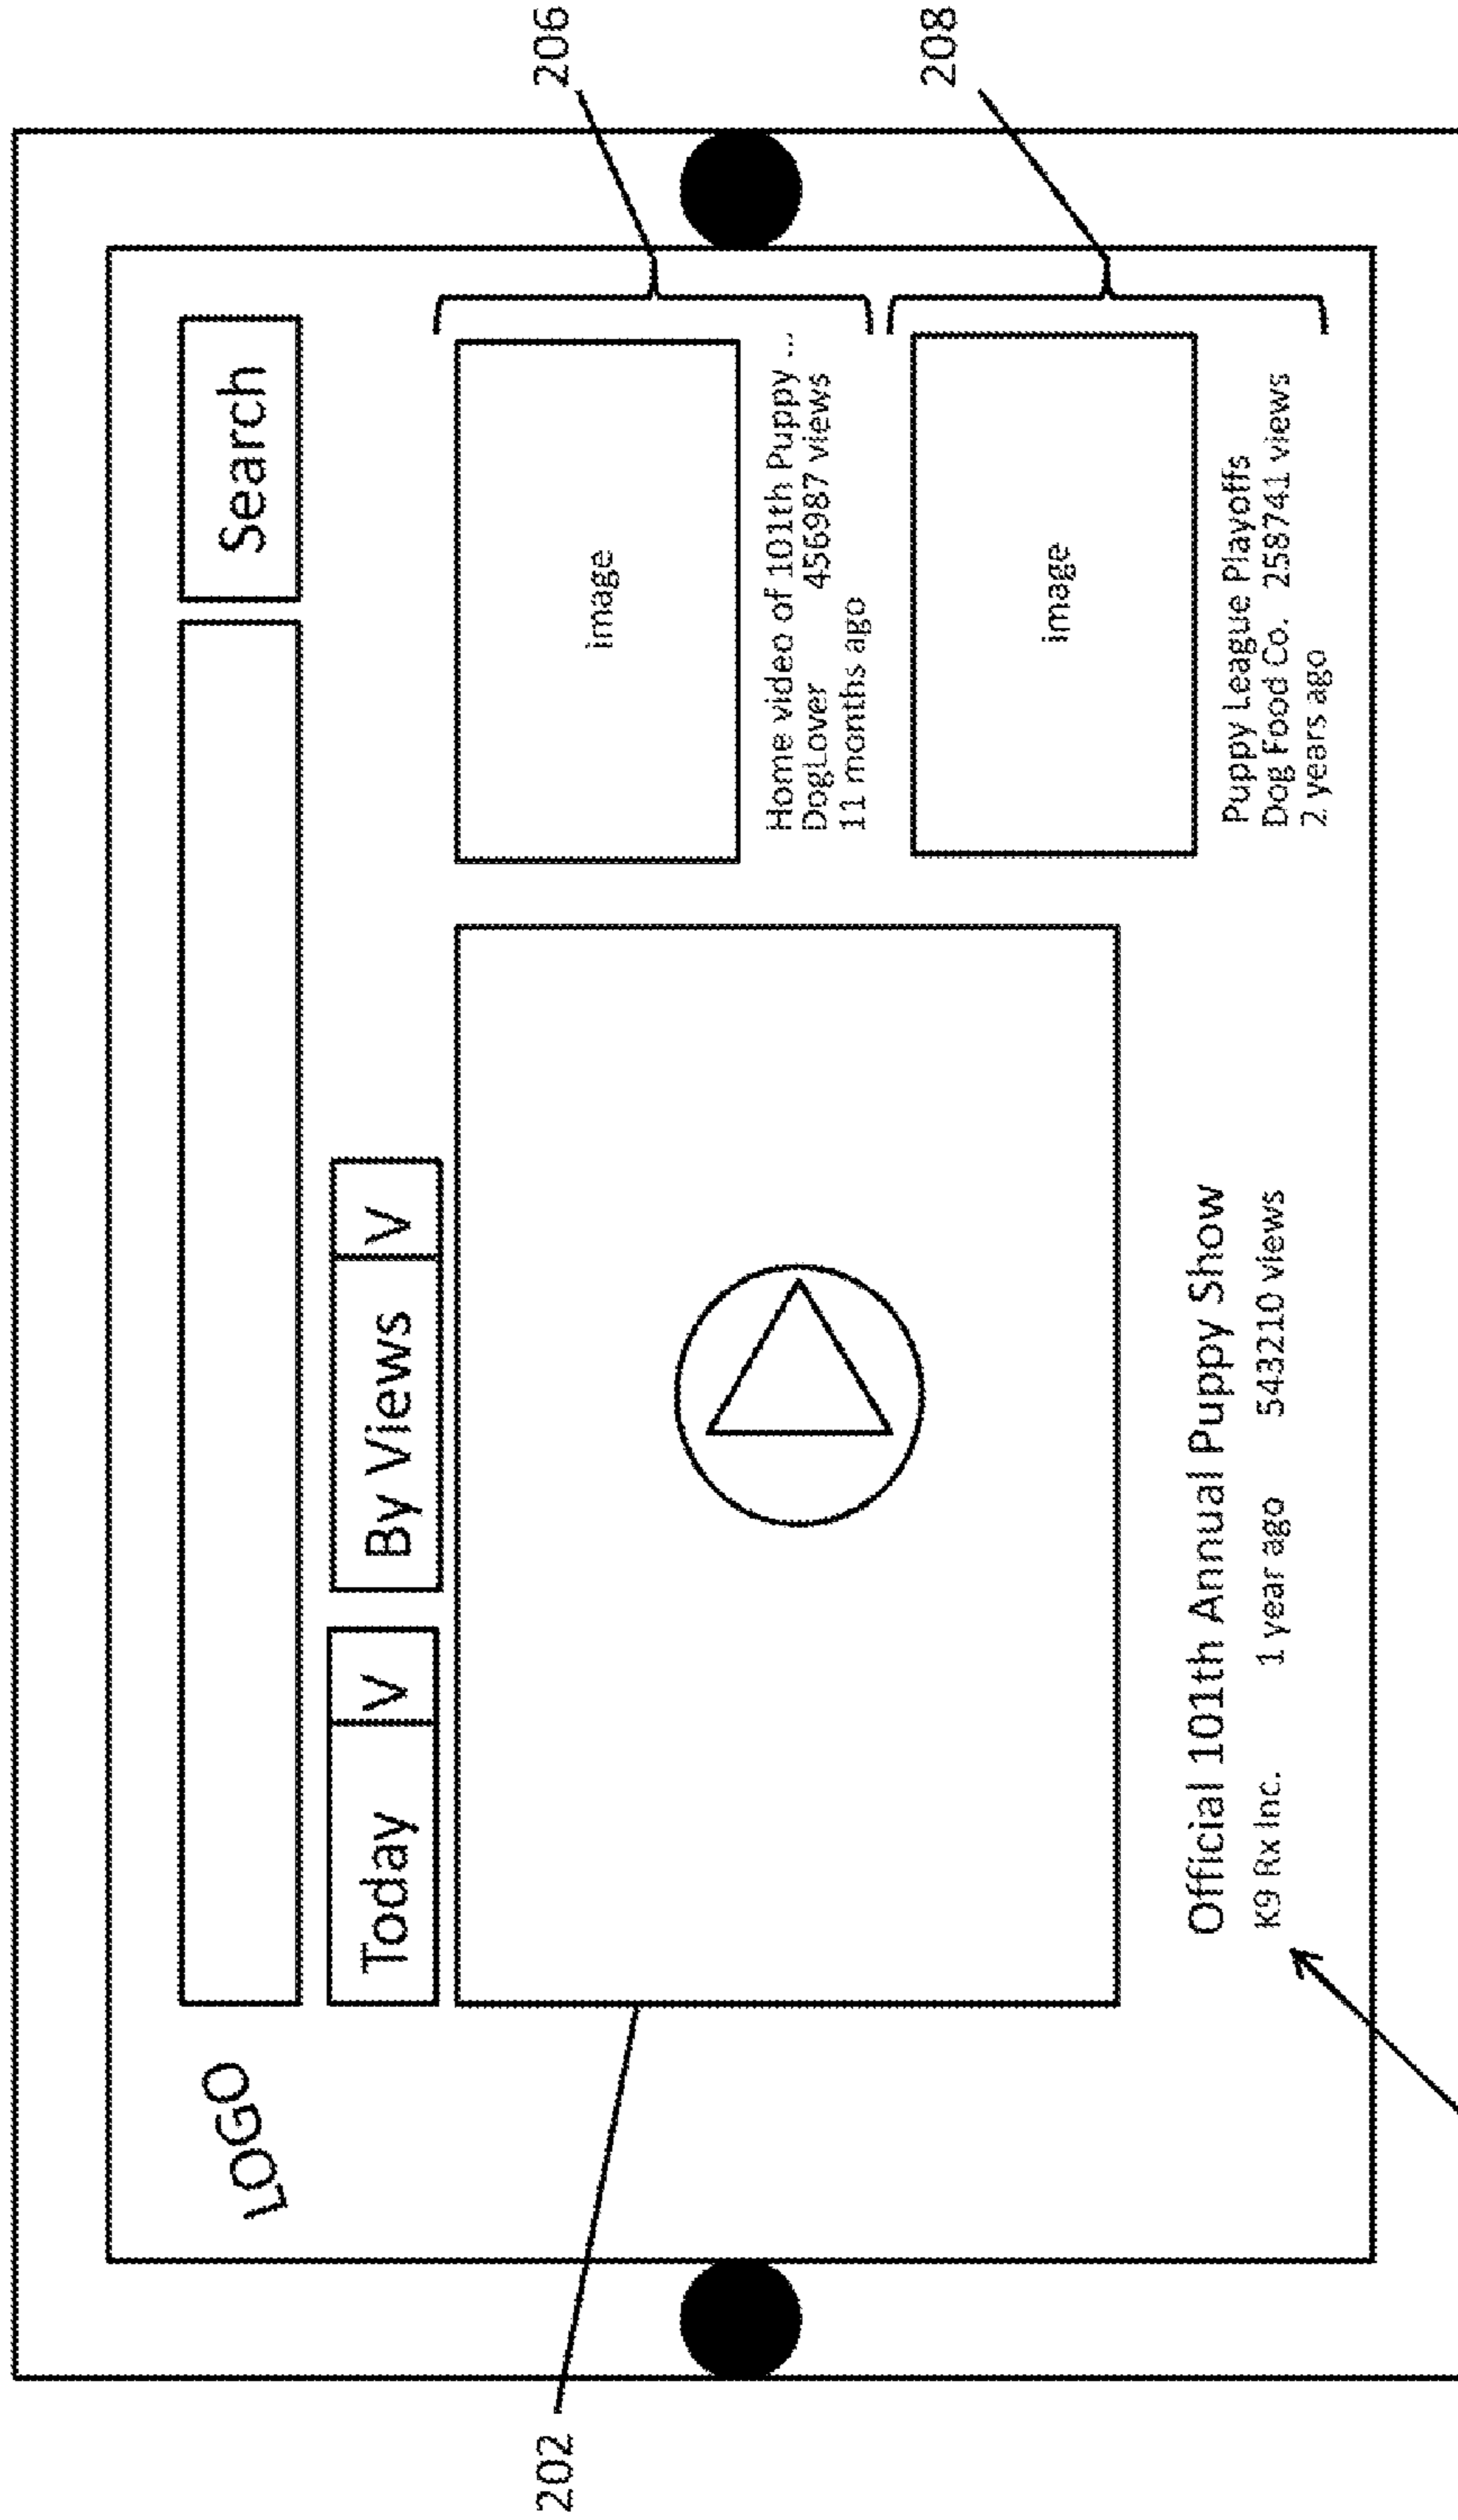 LOGO
Search
Today V
By Views V
202
206
image
Home video of 101th Puppy ...
DogLover 456987 views
11 months ago
208
image
Puppy League Playoffs
Dog Food Co. 258741 views
2 years ago
Official 101th Annual Puppy Show
K9 Rx Inc. 1 year ago 543210 views